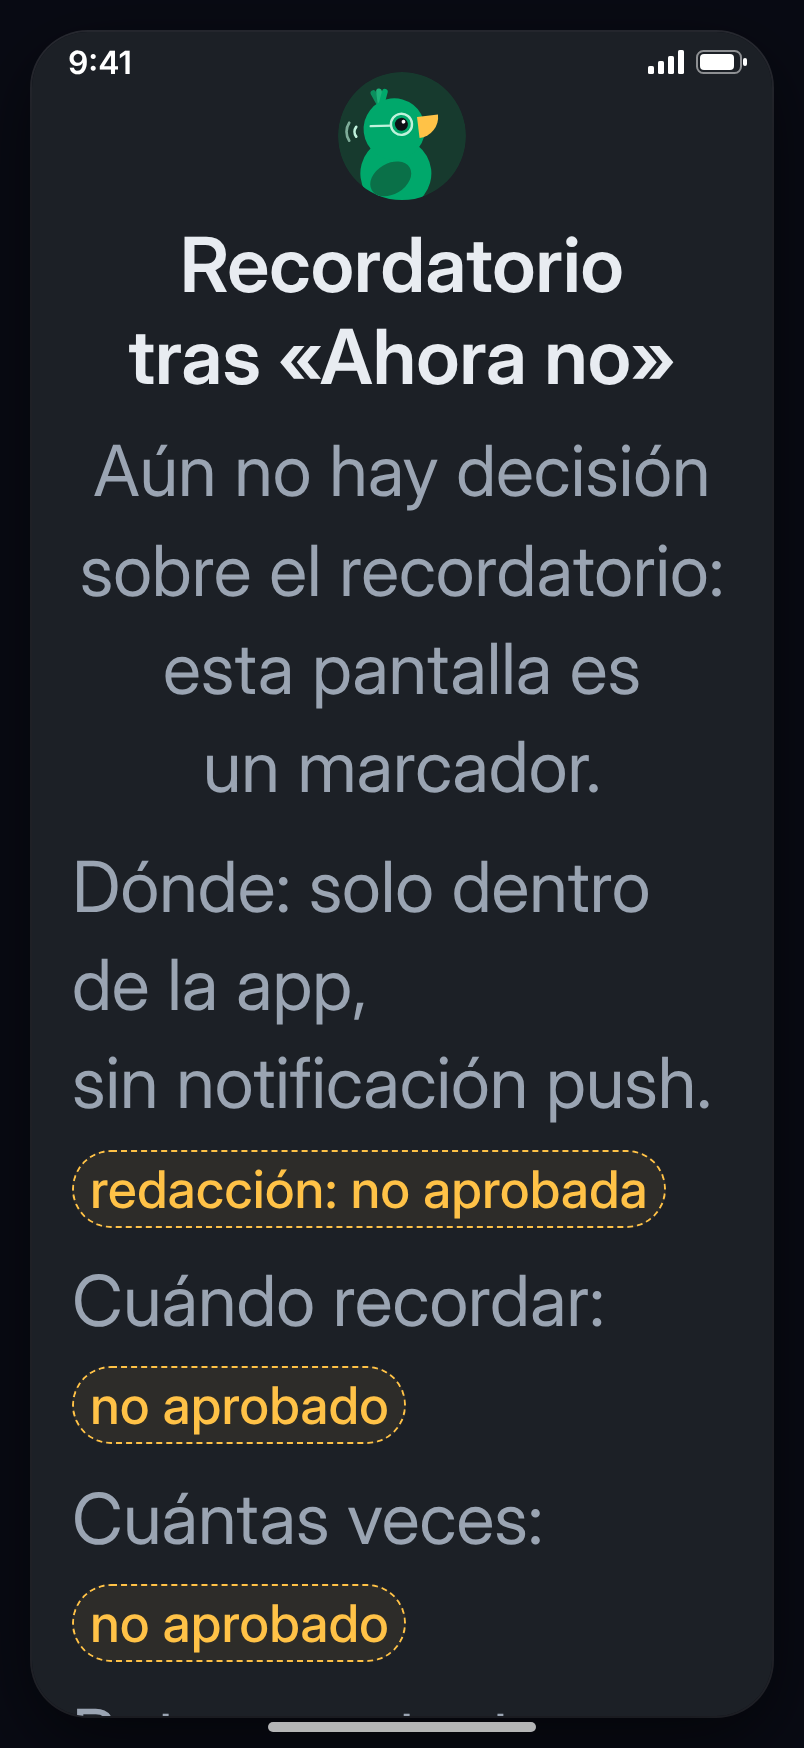 9:41
Recordatorio
tras «Ahora no»
Aún no hay decisión
sobre el recordatorio:
esta pantalla es
un marcador.
Dónde: solo dentro
de la app,
sin notificación push.
redacción: no aprobada
Cuándo recordar:
no aprobado
Cuántas veces:
no aprobado